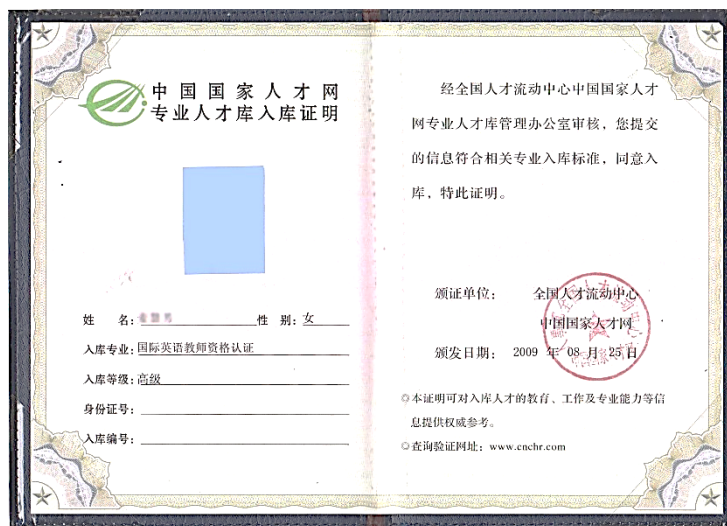 中国国家人才网
专业人才库入库证明
姓 名:
性 别: 女
入库专业: 国际英语教师资格认证
入库等级: 高级
身份证号:
入库编号:
经全国人才流动中心中国国家人才
网专业人才库管理办公室审核，您提交
的信息符合相关专业入库标准，同意入
库，特此证明。
颁证单位: 全国人才流动中心
中国国家人才网
颁发日期: 2009 年 08 月 25 日
◎本证明可对入库人才的教育、工作及专业能力等信
息提供权威参考。
◎查询验证网址: www.cnchr.com